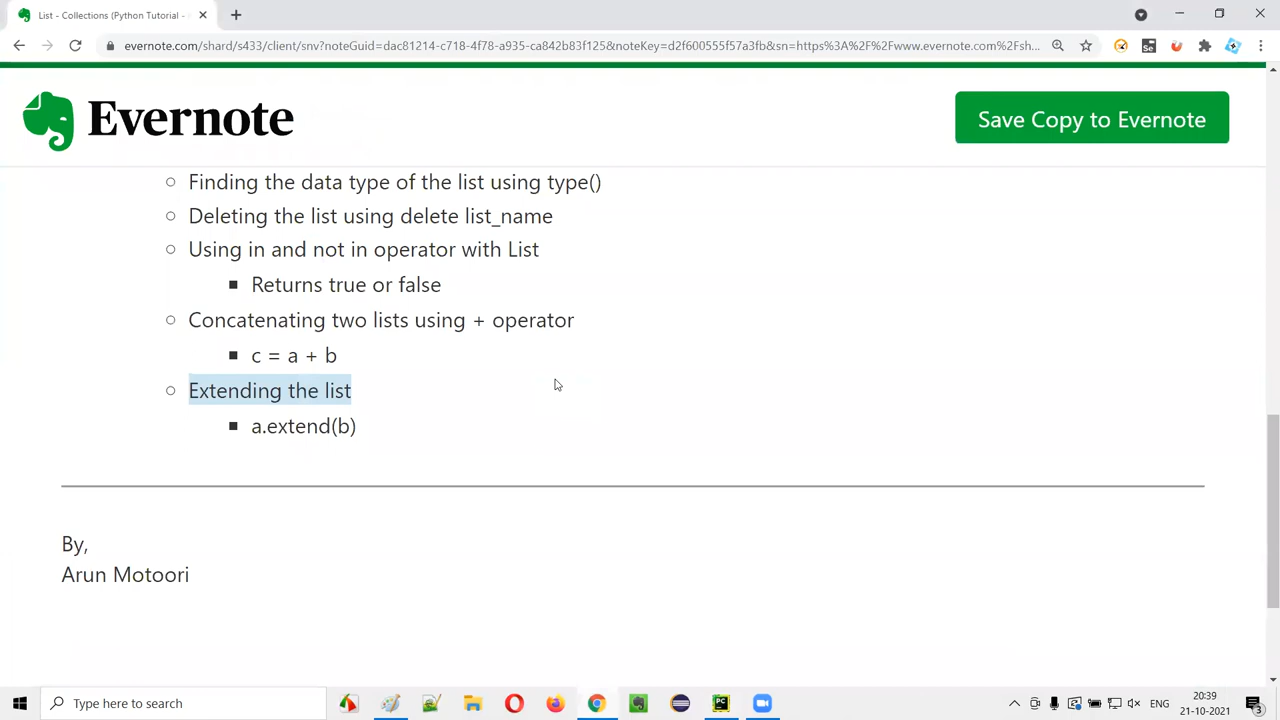 List - Collections (Python Tutorial -
evernote.com/shard/s433/client/snv?noteGuid=dac81214-c718-4f78-a935-ca842b83f125&noteKey=d2f600555f57a3fb&sn=https%3A%2F%2Fwww.evernote.com%2Fsh...
Evernote
Save Copy to Evernote
Finding the data type of the list using type()
Deleting the list using delete list_name
Using in and not in operator with List
Returns true or false
Concatenating two lists using + operator
c = a + b
Extending the list
a.extend(b)
By,
Arun Motoori
Type here to search
ENG
20:39
21-10-2021
3